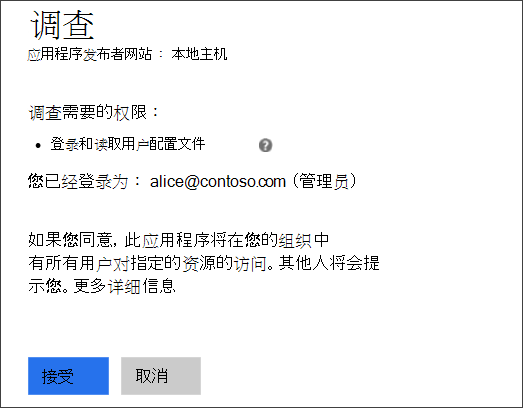 调查
应用程序发布者网站：本地主机
调查需要的权限：
• 登录和读取用户配置文件 ?
您已经登录为： alice@contoso.com（管理员）
如果您同意, 此应用程序将在您的组织中
有所有用户对指定的资源的访问。其他人将会提
示您。更多详细信息
接受 取消